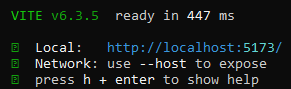 VITE v6.3.5 ready in 447 ms
Local: http://localhost:5173/
Network: use --host to expose
press h + enter to show help